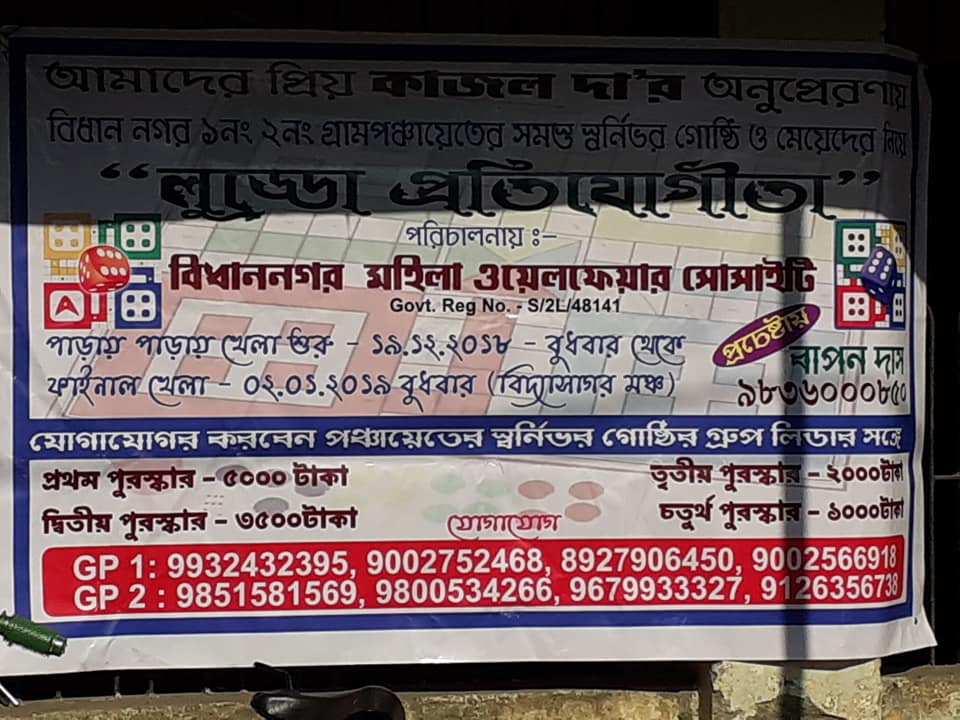 আমাদের প্রিয় কাজল দা'র অনুপ্রেরণায়
বিধান নগর ১নং ২নং গ্রামপঞ্চায়েতের সমস্ত স্বর্নিভর গোষ্ঠি ও মেয়েদের নিয়ে
“লুড্ডো প্রতিযোগীতা”
পরিচালনায় ঃ–
বিধাননগর মহিলা ওয়েলফেয়ার সোসাইটি
Govt. Reg No. - S/2L/48141
পাড়ায় পাড়ায় খেলা শুরু – ১৯.১২.২০১৮ – বুধবার থেকে
ফাইনাল খেলা – ০২.০১.২০১৯ বুধবার (বিদ্যাসাগর মঞ্চ)
প্রচেষ্টায়
বাপন দাস
৯৮৩৬০০০৮৫০
যোগাযোগর করবেন পঞ্চায়েতের স্বর্নিভর গোষ্ঠির গ্রুপ লিডার সঙ্গে
প্রথম পুরস্কার – ৫০০০ টাকা
তৃতীয় পুরস্কার – ২০০০টাকা
দ্বিতীয় পুরস্কার – ৩৫০০টাকা
চতুর্থ পুরস্কার – ১০০০টাকা
যোগাযোগ
GP 1: 9932432395, 9002752468, 8927906450, 9002566918
GP 2 : 9851581569, 9800534266, 9679933327, 9126356738